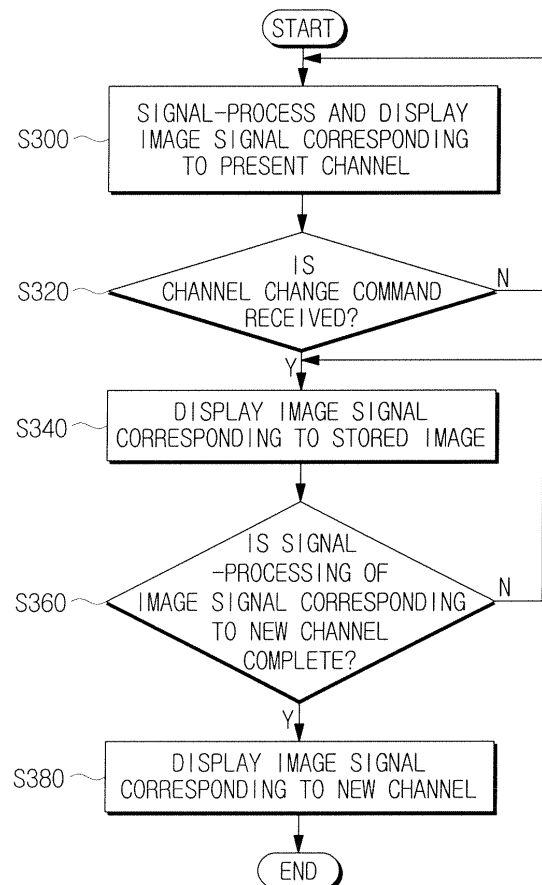 START
S300
SIGNAL-PROCESS AND DISPLAY
IMAGE SIGNAL CORRESPONDING
TO PRESENT CHANNEL
S320
IS
CHANNEL CHANGE COMMAND
RECEIVED?
N
Y
S340
DISPLAY IMAGE SIGNAL
CORRESPONDING TO STORED IMAGE
S360
IS SIGNAL
-PROCESSING OF
IMAGE SIGNAL CORRESPONDING
TO NEW CHANNEL
COMPLETE?
N
Y
S380
DISPLAY IMAGE SIGNAL
CORRESPONDING TO NEW CHANNEL
END